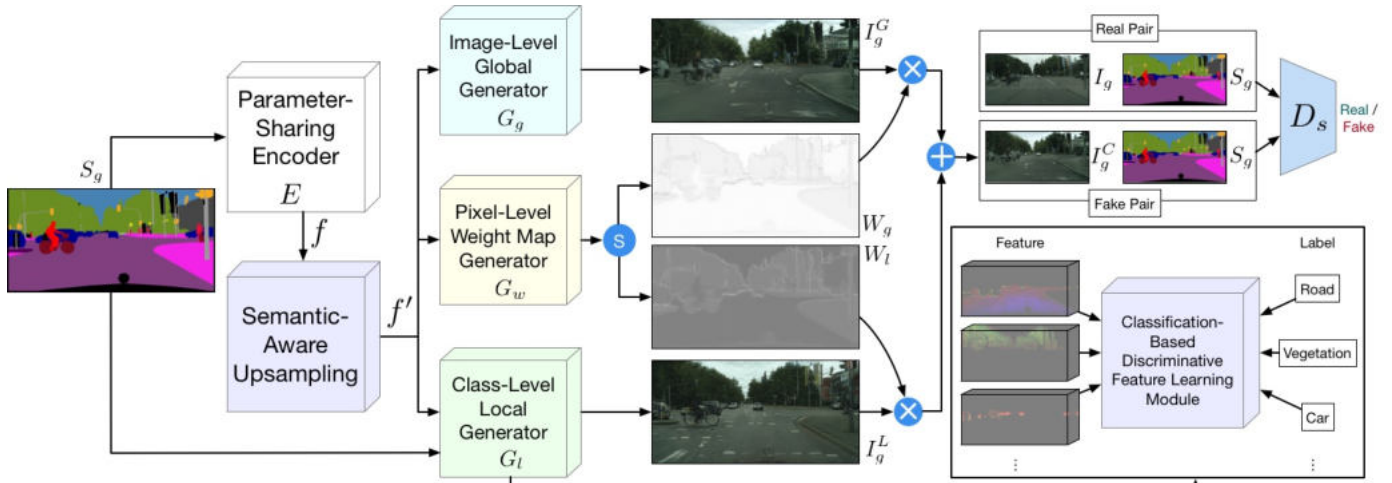 S_g
Parameter-
Sharing
Encoder
E
f
Semantic-
Aware
Upsampling
f'
Image-Level
Global
Generator
G_g
Pixel-Level
Weight Map
Generator
G_w
Class-Level
Local
Generator
G_l
S
I_g^G
W_g
W_l
I_g^L
Real Pair
I_g
S_g
I_g^C
S_g
Fake Pair
D_s
Real /
Fake
Feature
Label
Classification-
Based
Discriminative
Feature Learning
Module
Road
Vegetation
Car